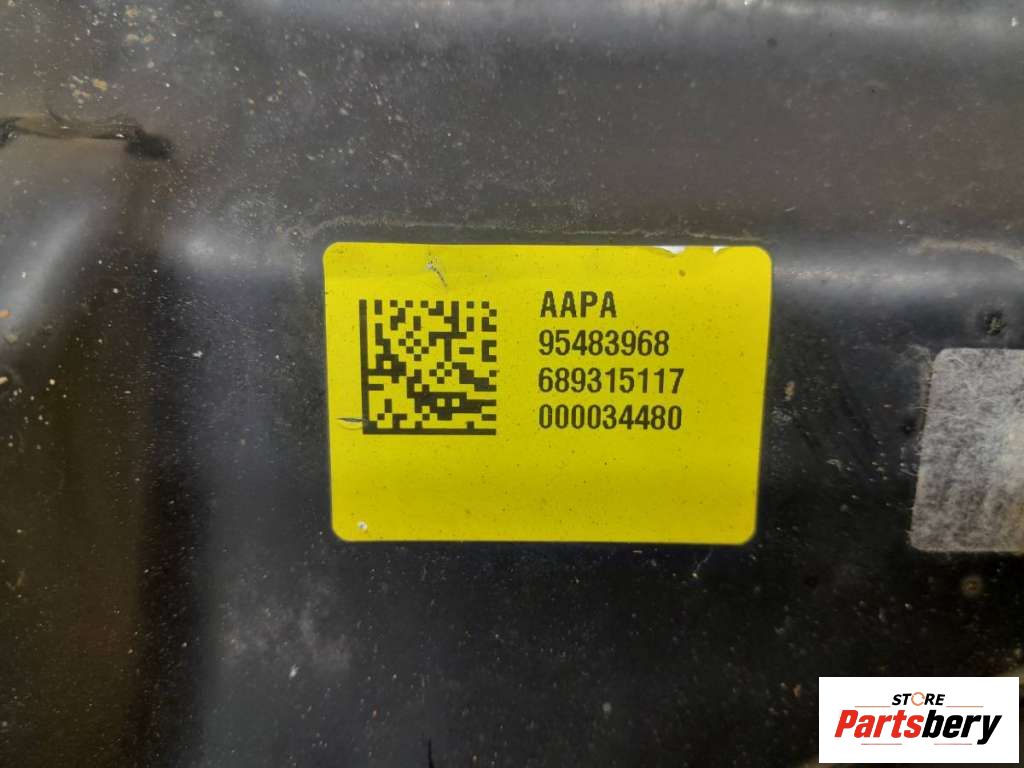 AAPA
95483968
689315117
000034480
STORE
Partsbery